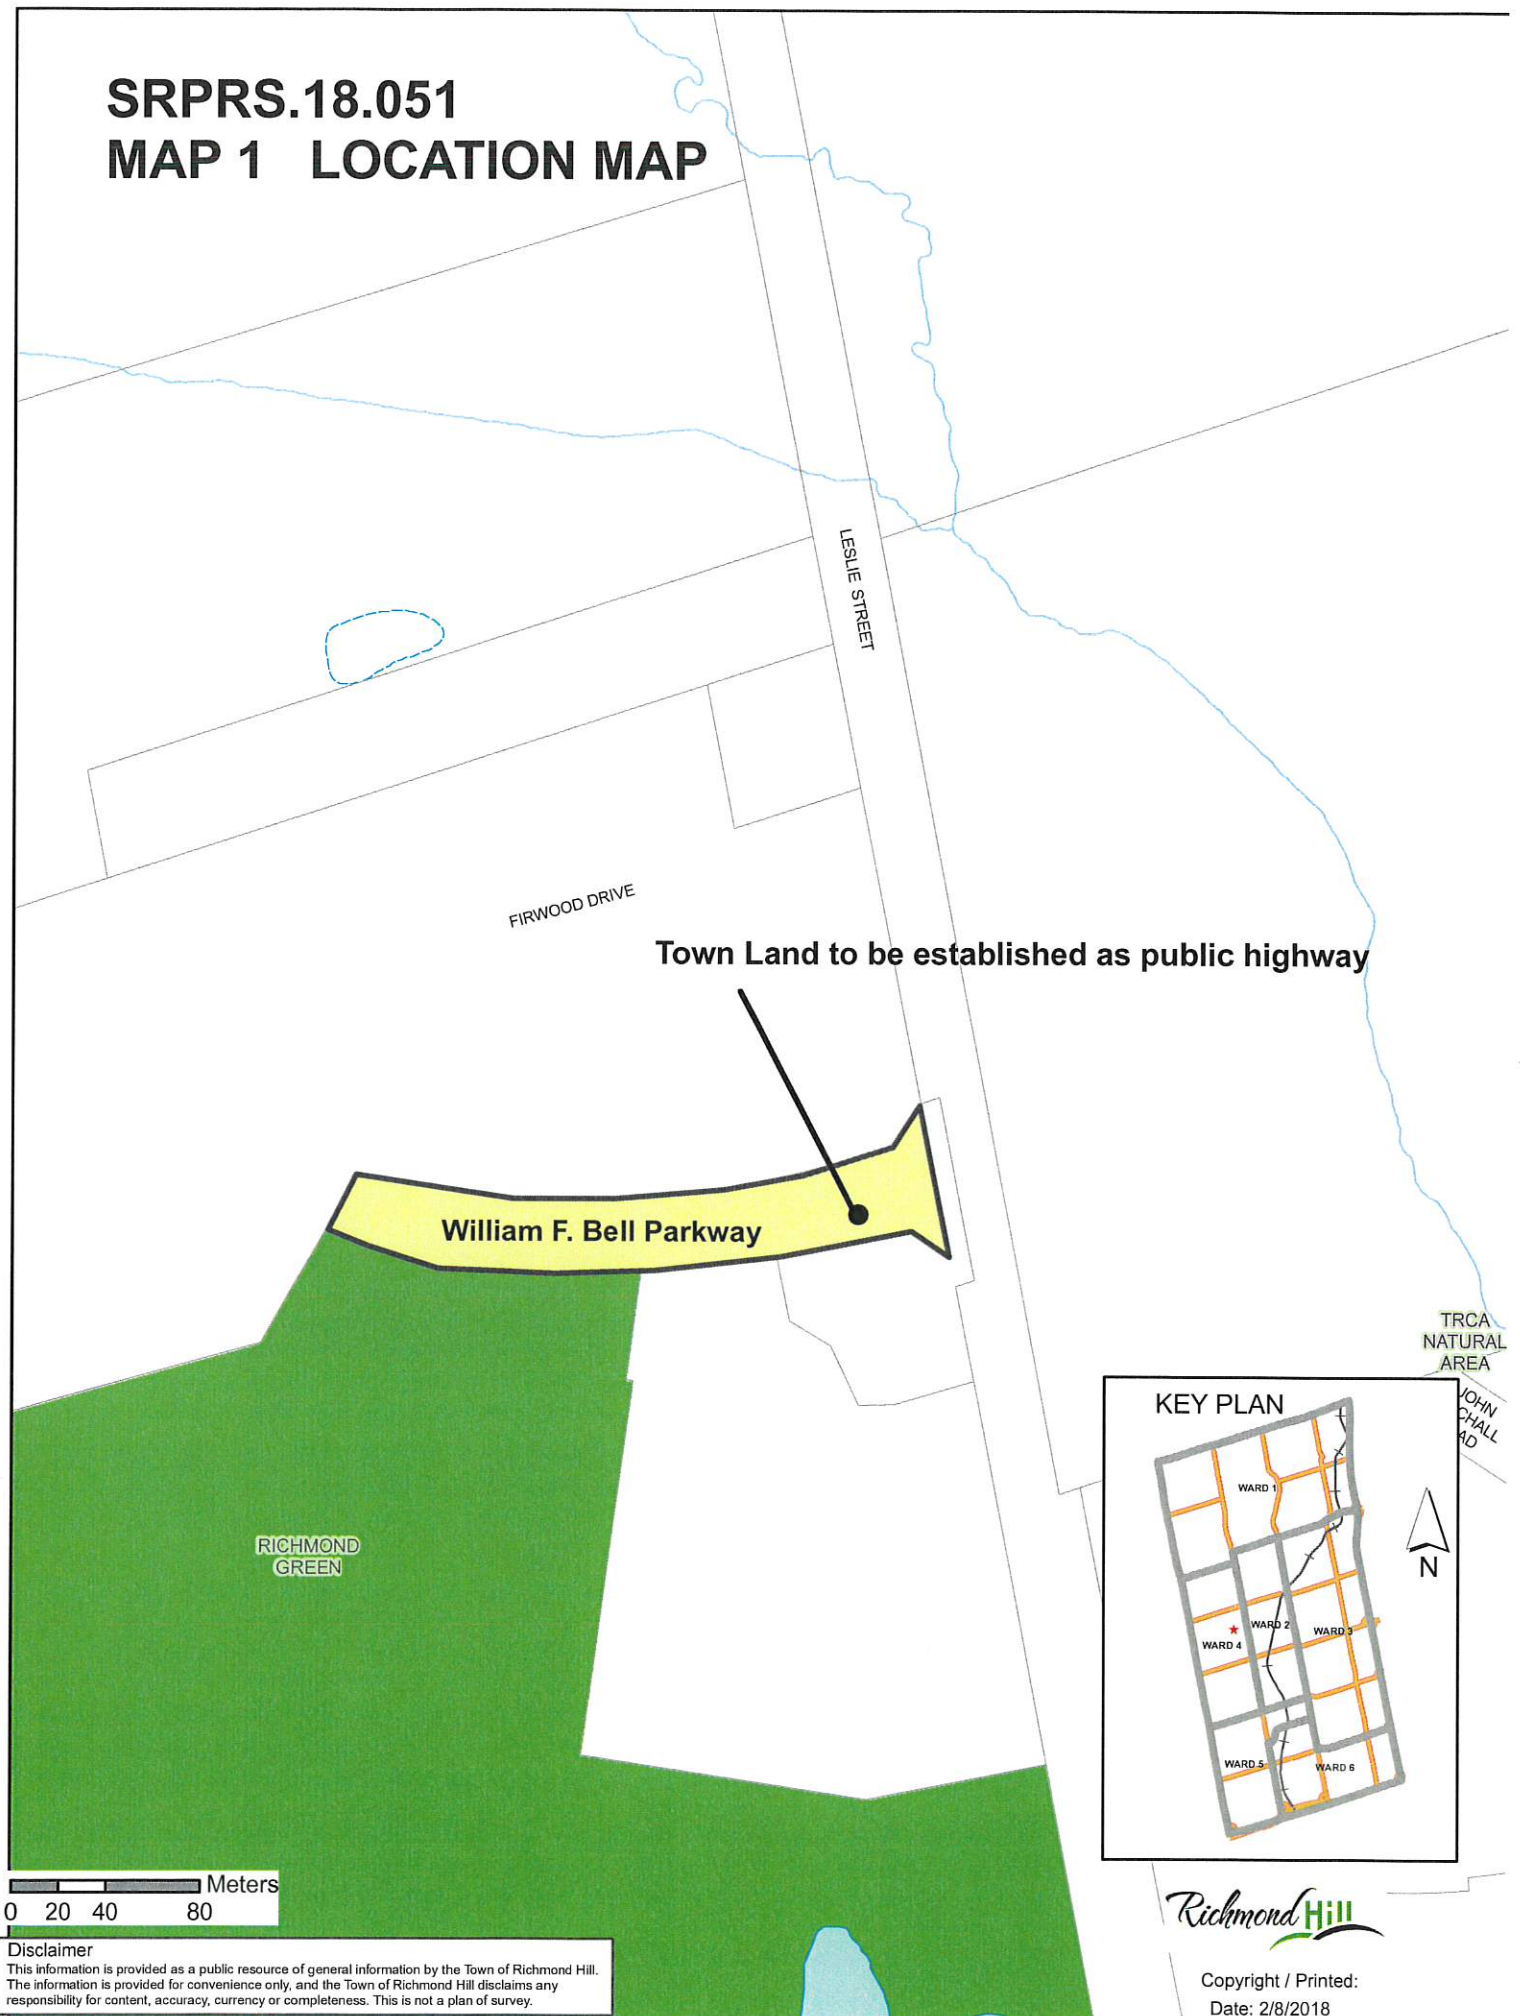 SRPRS.18.051
MAP 1 LOCATION MAP
LESLIE STREET
FIRWOOD DRIVE
Town Land to be established as public highway
William F. Bell Parkway
TRCA
NATURAL
AREA
JOHN
CHALL
AD
KEY PLAN
WARD 1
WARD 2
WARD 3
WARD 4
WARD 5
WARD 6
N
RICHMOND
GREEN
Meters
0 20 40 80
Richmond Hill
Disclaimer
This information is provided as a public resource of general information by the Town of Richmond Hill.
The information is provided for convenience only, and the Town of Richmond Hill disclaims any
responsibility for content, accuracy, currency or completeness. This is not a plan of survey.
Copyright / Printed:
Date: 2/8/2018